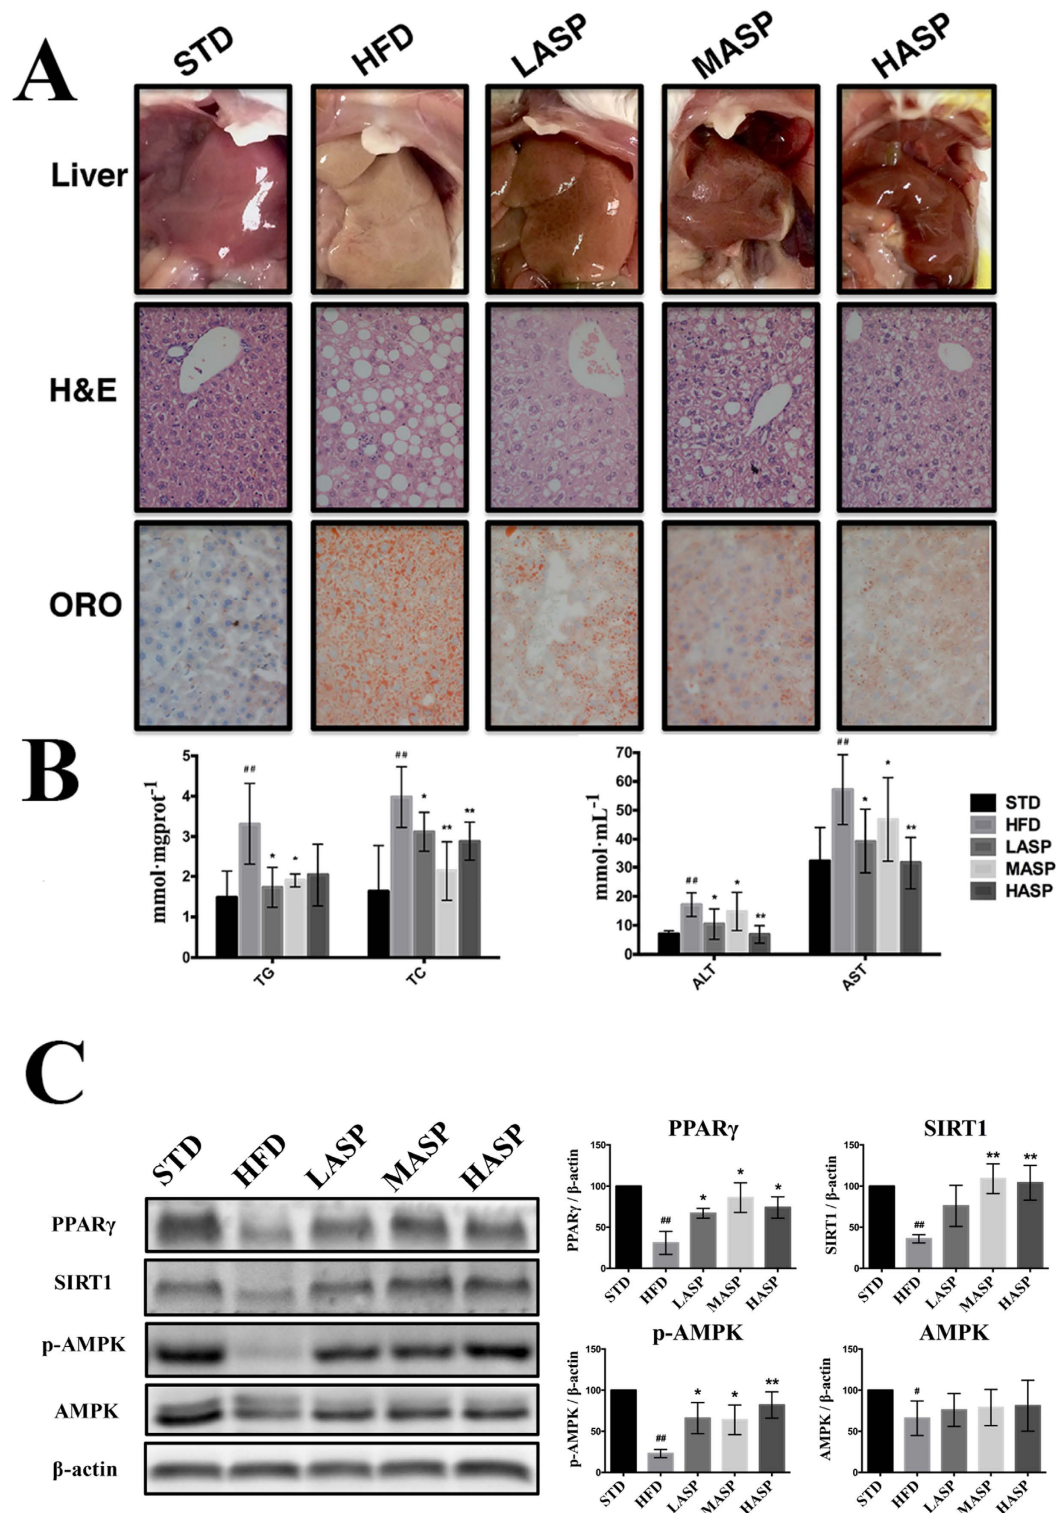 A
STD HFD LASP MASP HASP
Liver
H&E
ORO
B
mmol·mgprot⁻¹
5
4
3
2
1
0
## * *
## * ** **
TG TC
mmol·mL⁻¹
70
60
50
40
30
20
10
0
## * * **
## * * **
ALT AST
STD
HFD
LASP
MASP
HASP
C
STD HFD LASP MASP HASP
PPARγ
SIRT1
p-AMPK
AMPK
β-actin
PPARγ
PPARγ / β-actin
150
100
50
0
## * * *
STD HFD LASP MASP HASP
SIRT1
SIRT1 / β-actin
150
100
50
0
## ** **
STD HFD LASP MASP HASP
p-AMPK
p-AMPK / β-actin
150
100
50
0
## * * **
STD HFD LASP MASP HASP
AMPK
AMPK / β-actin
150
100
50
0
#
STD HFD LASP MASP HASP